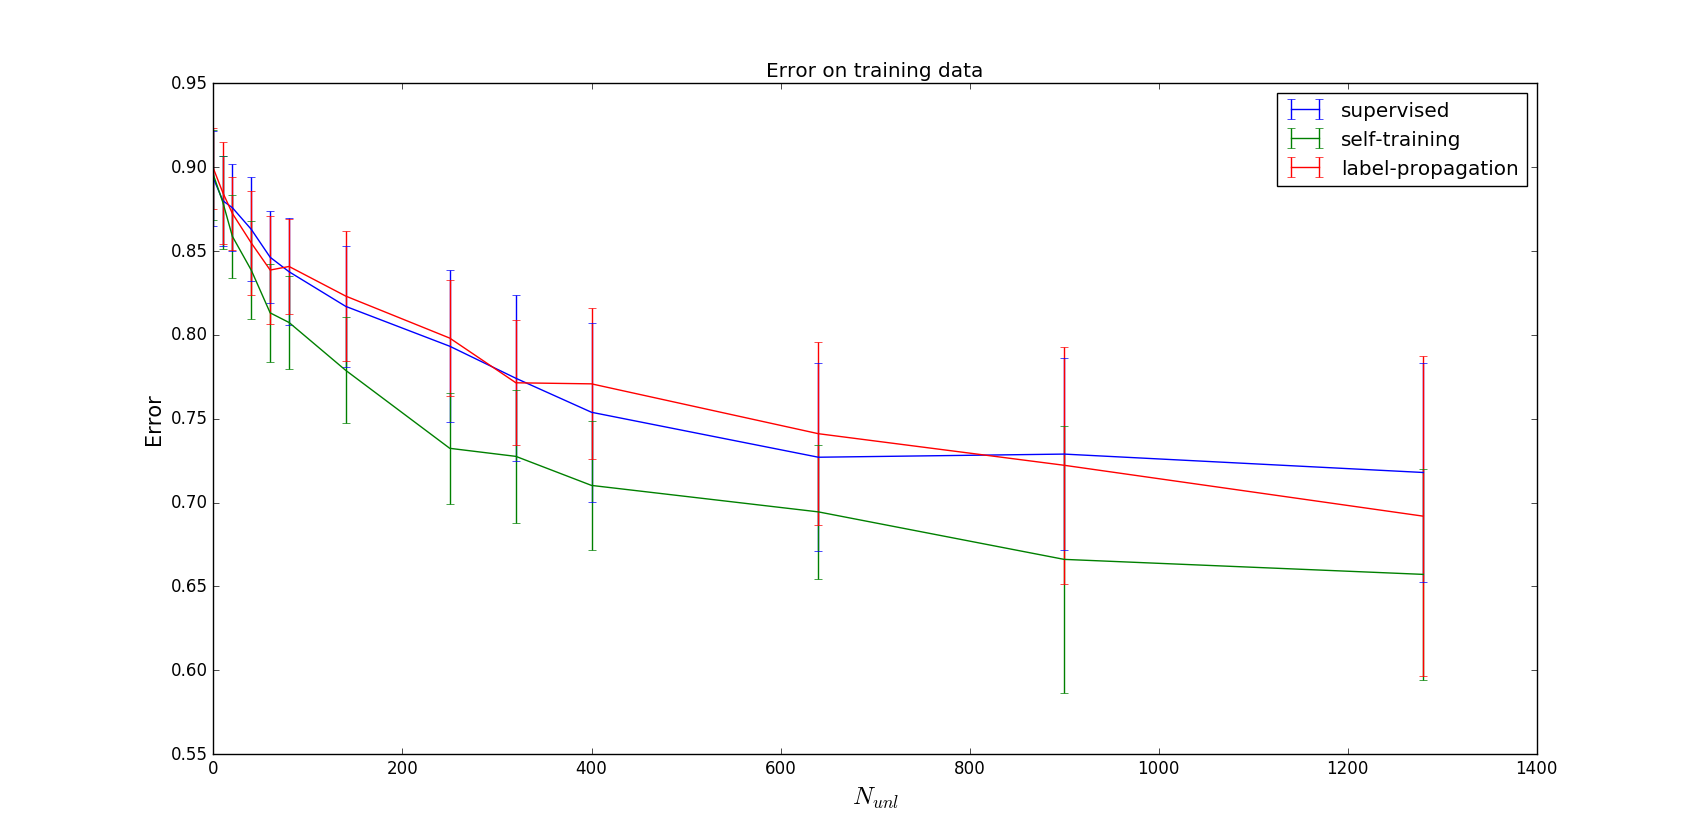 Error on training data
0.95
0.90
0.85
0.80
0.75
0.70
0.65
0.60
0.55
Error
supervised
self-training
label-propagation
0 200 400 600 800 1000 1200 1400
N_unl